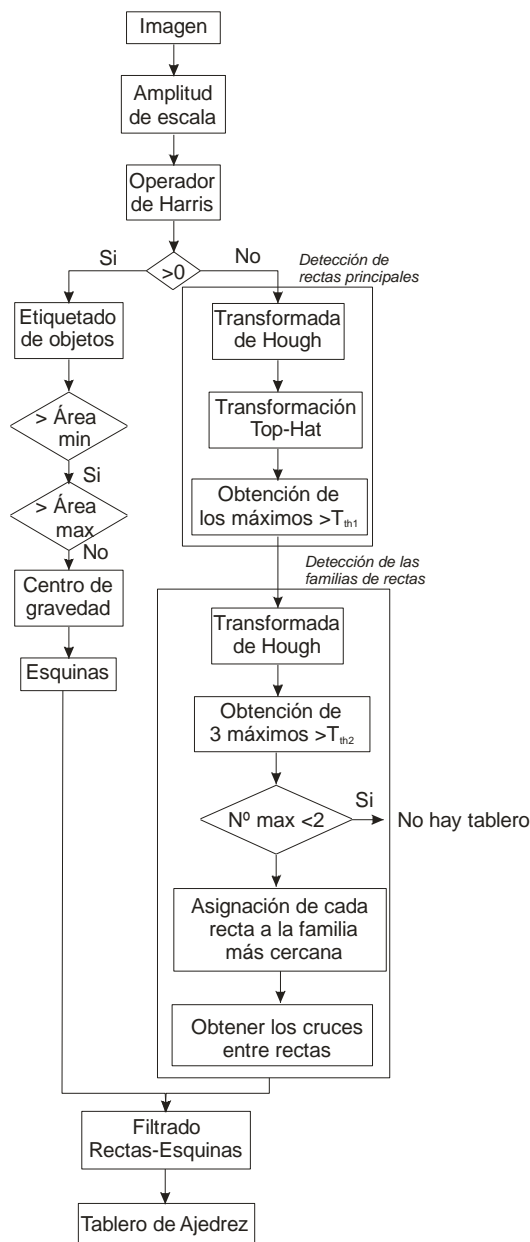 Imagen
Amplitud
de escala
Operador
de Harris
Si
>0
No
Detección de
rectas principales
Etiquetado
de objetos
> Área
min
Si
> Área
max
No
Centro de
gravedad
Esquinas
Transformada
de Hough
Transformación
Top-Hat
Obtención de
los máximos >Tth1
Detección de las
familias de rectas
Transformada
de Hough
Obtención de
3 máximos >Tth2
Nº max <2
Si
No hay tablero
Asignación de cada
recta a la familia
más cercana
Obtener los cruces
entre rectas
Filtrado
Rectas-Esquinas
Tablero de Ajedrez